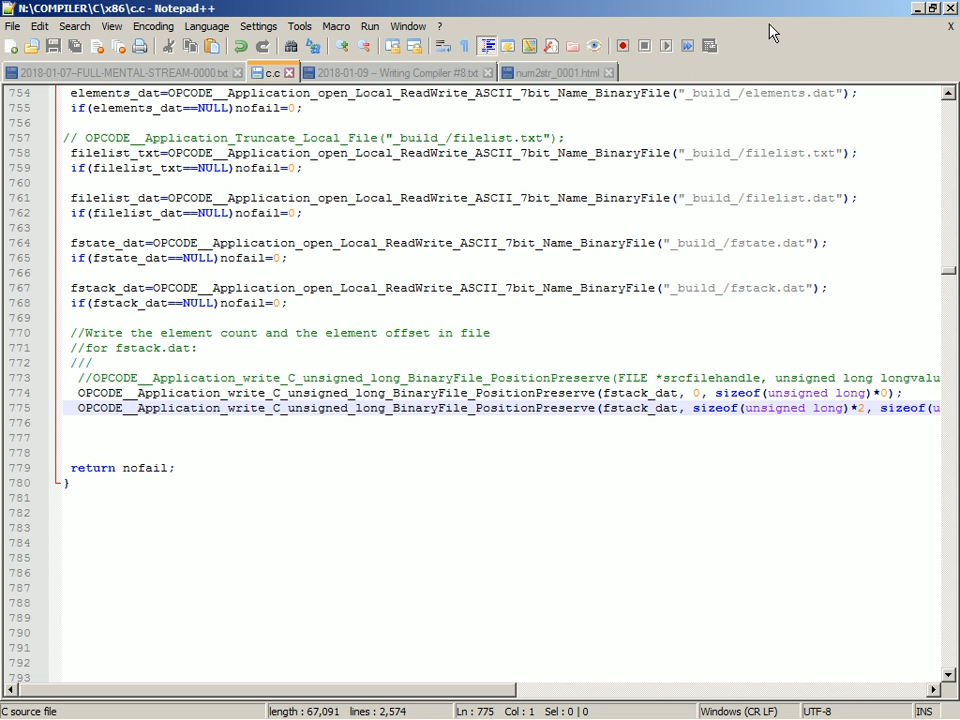 N:\COMPILER\C\x86\c.c - Notepad++
File Edit Search View Encoding Language Settings Tools Macro Run Window ? X
2018-01-07--FULL-MENTAL-STREAM-0000.txt c.c 2018-01-09 -- Writing Compiler #8.txt num2str_0001.html
754 elements_dat=OPCODE__Application_open_Local_ReadWrite_ASCII_7bit_Name_BinaryFile("_build_/elements.dat");
755 if(elements_dat==NULL)nofail=0;
756
757 // OPCODE__Application_Truncate_Local_File("_build_/filelist.txt");
758 filelist_txt=OPCODE__Application_open_Local_ReadWrite_ASCII_7bit_Name_BinaryFile("_build_/filelist.txt");
759 if(filelist_txt==NULL)nofail=0;
760
761 filelist_dat=OPCODE__Application_open_Local_ReadWrite_ASCII_7bit_Name_BinaryFile("_build_/filelist.dat");
762 if(filelist_dat==NULL)nofail=0;
763
764 fstate_dat=OPCODE__Application_open_Local_ReadWrite_ASCII_7bit_Name_BinaryFile("_build_/fstate.dat");
765 if(fstate_dat==NULL)nofail=0;
766
767 fstack_dat=OPCODE__Application_open_Local_ReadWrite_ASCII_7bit_Name_BinaryFile("_build_/fstack.dat");
768 if(fstack_dat==NULL)nofail=0;
769
770 //Write the element count and the element offset in file
771 //for fstack.dat:
772 ///
773 //OPCODE__Application_write_C_unsigned_long_BinaryFile_PositionPreserve(FILE *srcfilehandle, unsigned long longvalu
774 OPCODE__Application_write_C_unsigned_long_BinaryFile_PositionPreserve(fstack_dat, 0, sizeof(unsigned long)*0);
775 OPCODE__Application_write_C_unsigned_long_BinaryFile_PositionPreserve(fstack_dat, sizeof(unsigned long)*2, sizeof(u
776
777
778
779 return nofail;
780 }
781
782
783
784
785
786
787
788
789
790
791
792
793
C source file length : 67,091 lines : 2,574 Ln : 775 Col : 1 Sel : 0 | 0 Windows (CR LF) UTF-8 INS